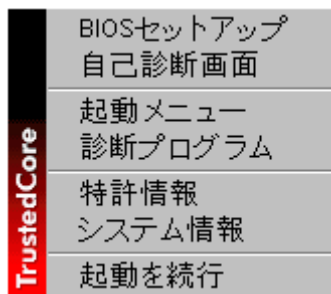 BIOSセットアップ
自己診断画面
起動メニュー
診断プログラム
特許情報
システム情報
起動を続行
TrustedCore